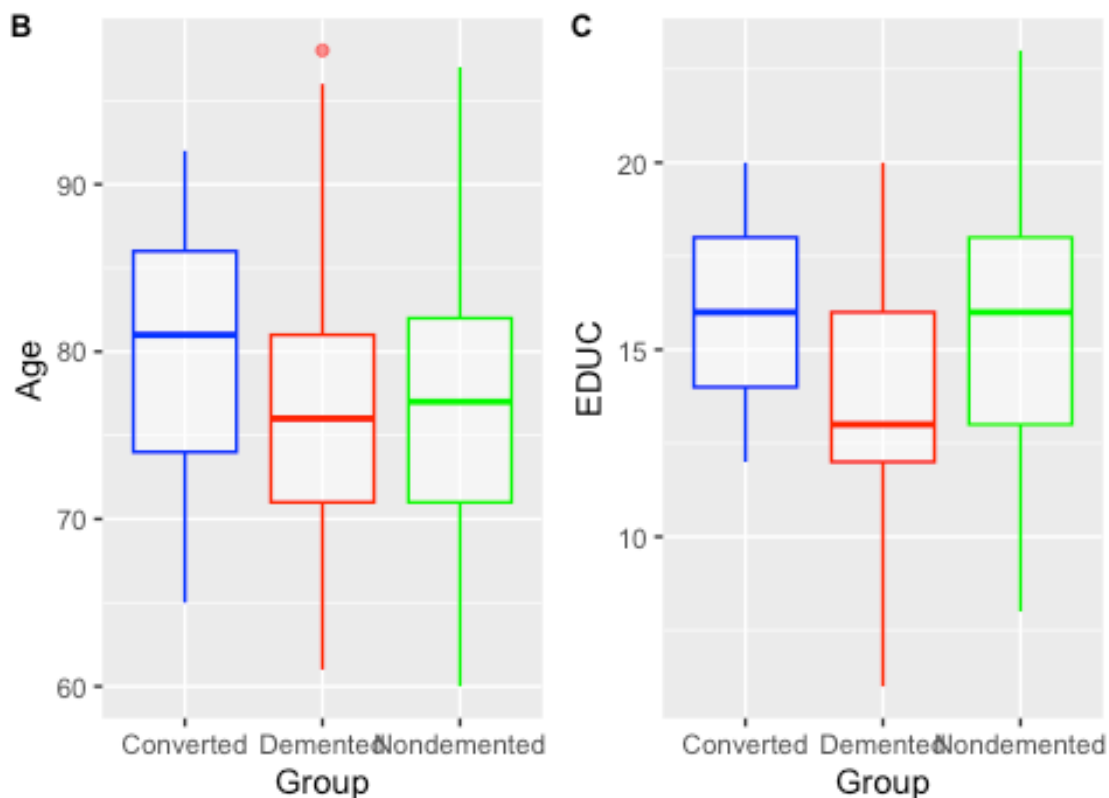 B
Age
90
80
70
60
Converted Demented Nondemented
Group
C
EDUC
20
15
10
Converted Demented Nondemented
Group